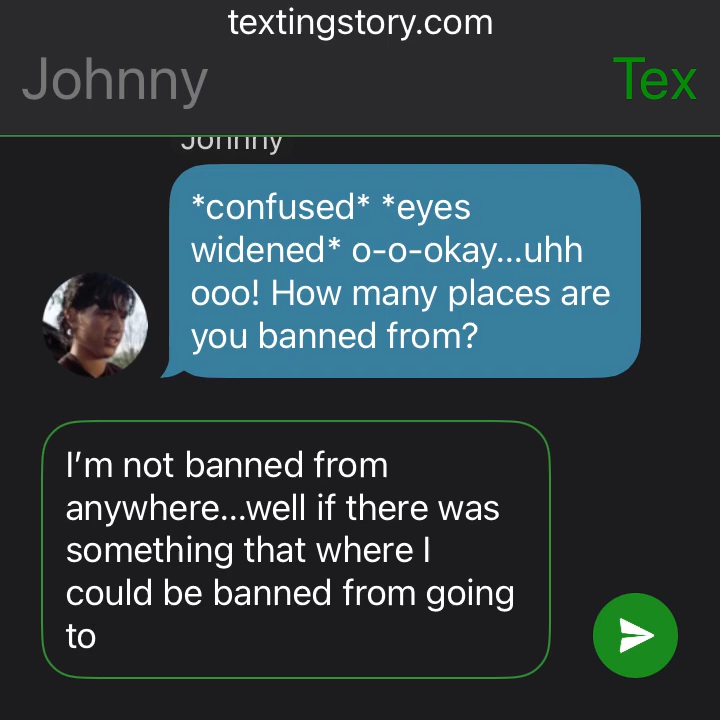 textingstory.com
Johnny Tex
Johnny
*confused* *eyes
widened* o-o-okay...uhh
ooo! How many places are
you banned from?
I'm not banned from
anywhere...well if there was
something that where I
could be banned from going
to